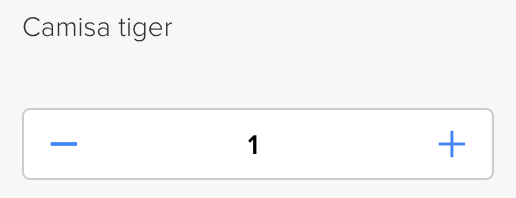 Camisa tiger
− 1 +